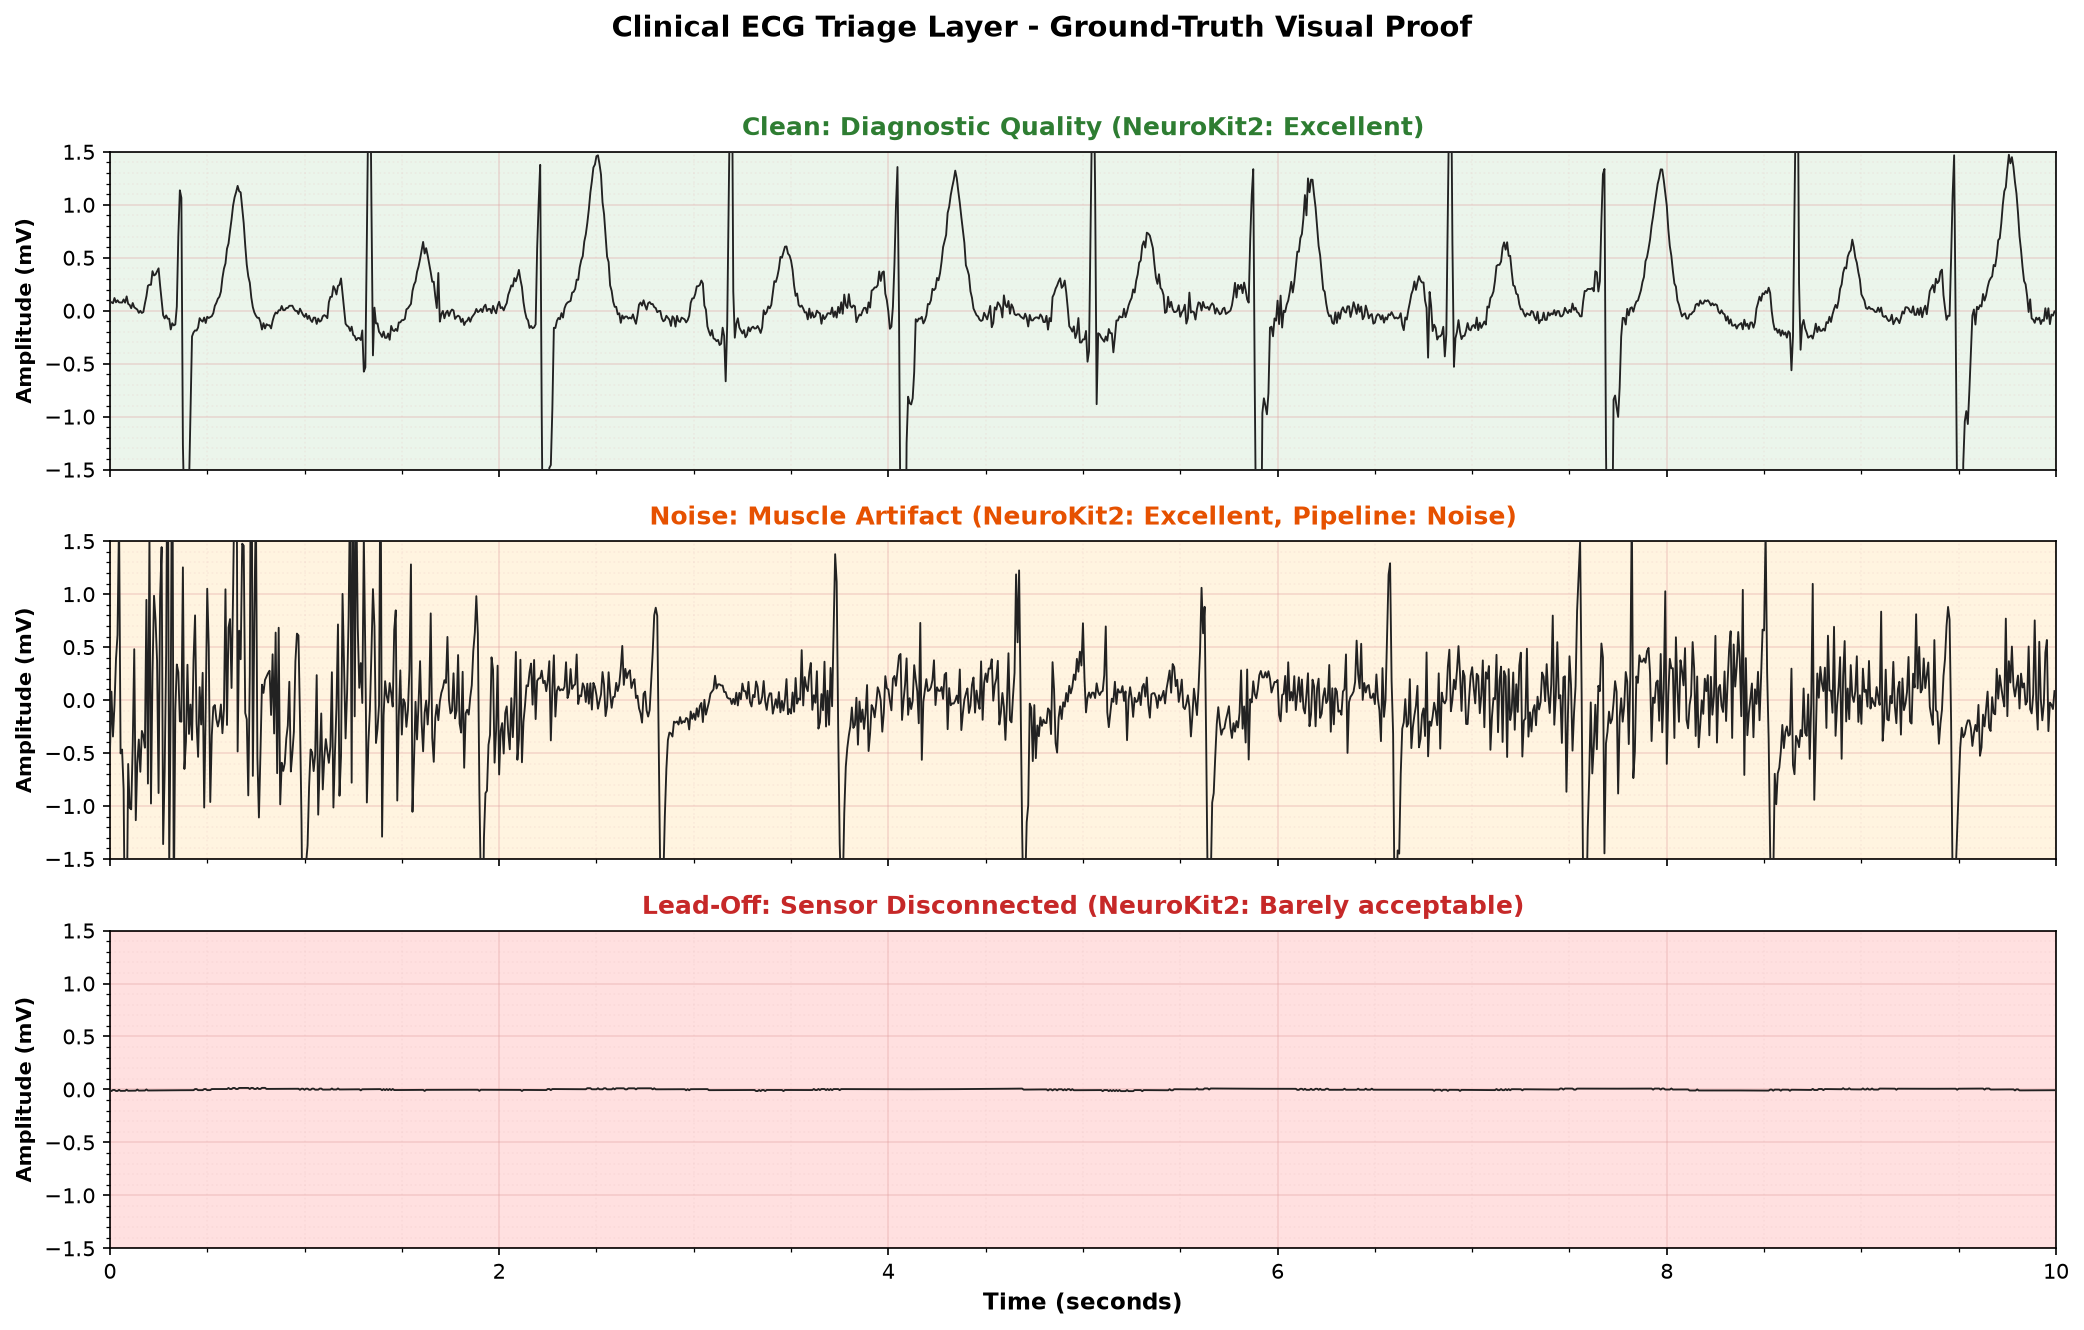 Clinical ECG Triage Layer - Ground-Truth Visual Proof
Clean: Diagnostic Quality (NeuroKit2: Excellent)
Amplitude (mV)
1.5
1.0
0.5
0.0
−0.5
−1.0
−1.5
Noise: Muscle Artifact (NeuroKit2: Excellent, Pipeline: Noise)
Amplitude (mV)
1.5
1.0
0.5
0.0
−0.5
−1.0
−1.5
Lead-Off: Sensor Disconnected (NeuroKit2: Barely acceptable)
Amplitude (mV)
1.5
1.0
0.5
0.0
−0.5
−1.0
−1.5
0 2 4 6 8 10
Time (seconds)